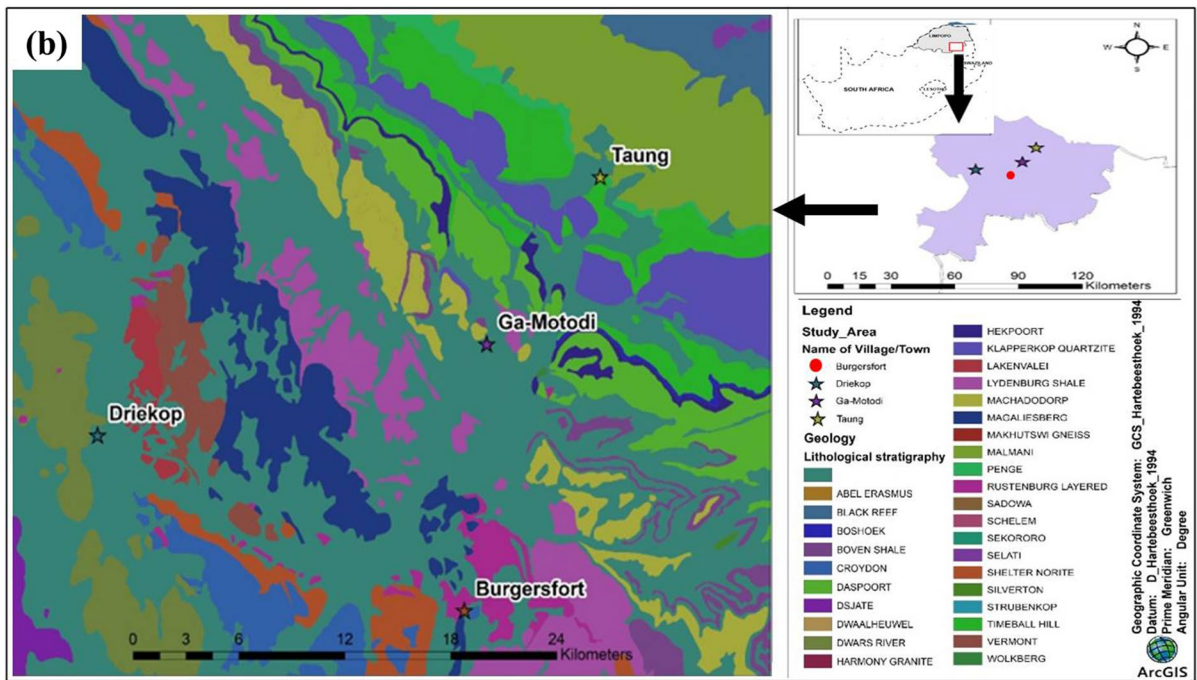 (b)
Taung
Ga-Motodi
Driekop
Burgersfort
0 3 6 12 18 24
Kilometers
LIMPOPO
SWAZILAND
SOUTH AFRICA
LESOTHO
N
W E
S
0 15 30 60 90 120
Kilometers
Legend
Study_Area
Name of Village/Town
Burgersfort
Driekop
Ga-Motodi
Taung
Geology
Lithological stratigraphy
ABEL ERASMUS
BLACK REEF
BOSHOEK
BOVEN SHALE
CROYDON
DASPOORT
DSJATE
DWAALHEUWEL
DWARS RIVER
HARMONY GRANITE
HEKPOORT
KLAPPERKOP QUARTZITE
LAKENVALEI
LYDENBURG SHALE
MACHADODORP
MAGALIESBERG
MAKHUTSWI GNEISS
MALMANI
PENGE
RUSTENBURG LAYERED
SADOWA
SCHELEM
SEKORORO
SELATI
SHELTER NORITE
SILVERTON
STRUBENKOP
TIMEBALL HILL
VERMONT
WOLKBERG
Geographic Coordinate System: GCS_Hartebeesthoek_1994
Datum: D_Hartebeesthoek_1994
Prime Meridian: Greenwich
Angular Unit: Degree
ArcGIS